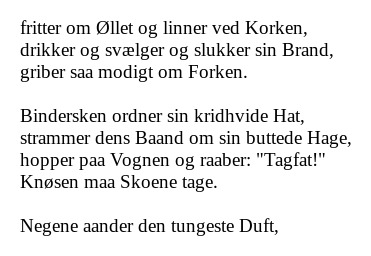 fritter om Øllet og linner ved Korken,
drikker og svælger og slukker sin Brand,
griber saa modigt om Forken.

Bindersken ordner sin kridhvide Hat,
strammer dens Baand om sin buttede Hage,
hopper paa Vognen og raaber: "Tagfat!"
Knøsen maa Skoene tage.

Negene aander den tungeste Duft,